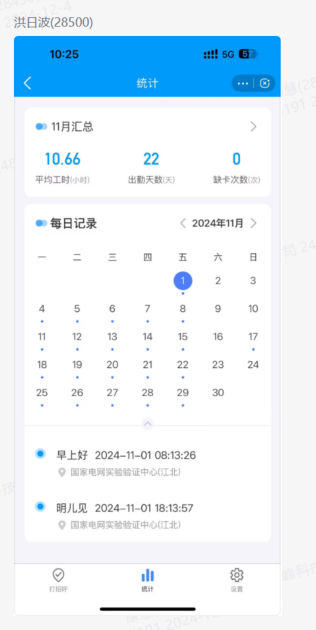 洪日波(28500)
10:25
5G 67
统计
11月汇总
10.66 22 0
平均工时(小时) 出勤天数(天) 缺卡次数(次)
每日记录 2024年11月
一 二 三 四 五 六 日
1 2 3
4 5 6 7 8 9 10
11 12 13 14 15 16 17
18 19 20 21 22 23 24
25 26 27 28 29 30
早上好 2024-11-01 08:13:26
国家电网实验验证中心(江北)
明儿见 2024-11-01 18:13:57
国家电网实验验证中心(江北)
打招呼 统计 设置